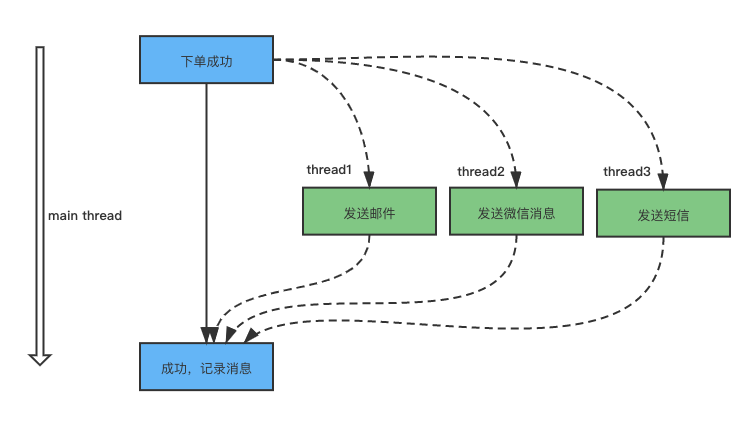 下单成功
thread1
thread2
thread3
main thread
发送邮件
发送微信消息
发送短信
成功，记录消息